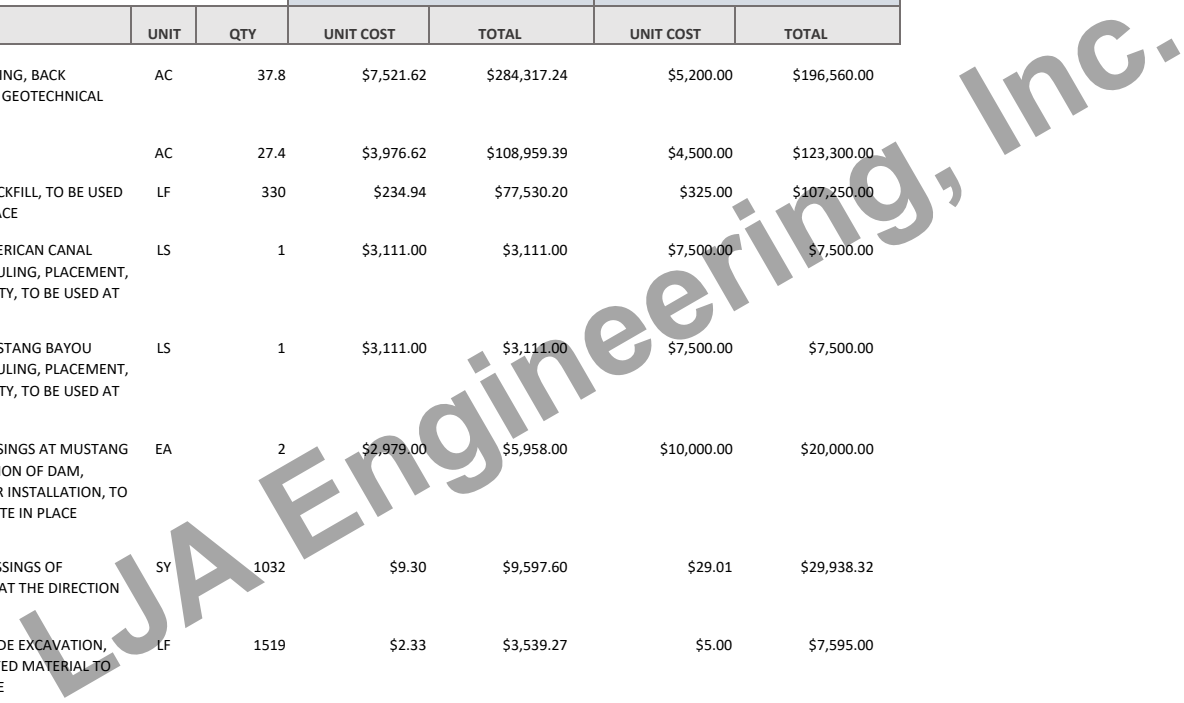 UNIT QTY UNIT COST TOTAL UNIT COST TOTAL
ING, BACK AC 37.8 $7,521.62 $284,317.24 $5,200.00 $196,560.00
GEOTECHNICAL
AC 27.4 $3,976.62 $108,959.39 $4,500.00 $123,300.00
CKFILL, TO BE USED LF 330 $234.94 $77,530.20 $325.00 $107,250.00
ACE
ERICAN CANAL LS 1 $3,111.00 $3,111.00 $7,500.00 $7,500.00
ULING, PLACEMENT,
TY, TO BE USED AT
STANG BAYOU LS 1 $3,111.00 $3,111.00 $7,500.00 $7,500.00
ULING, PLACEMENT,
TY, TO BE USED AT
SINGS AT MUSTANG EA 2 $2,979.00 $5,958.00 $10,000.00 $20,000.00
ION OF DAM,
R INSTALLATION, TO
TE IN PLACE
SSINGS OF SY 1032 $9.30 $9,597.60 $29.01 $29,938.32
AT THE DIRECTION
DE EXCAVATION, LF 1519 $2.33 $3,539.27 $5.00 $7,595.00
TED MATERIAL TO
E
LJA Engineering, Inc.